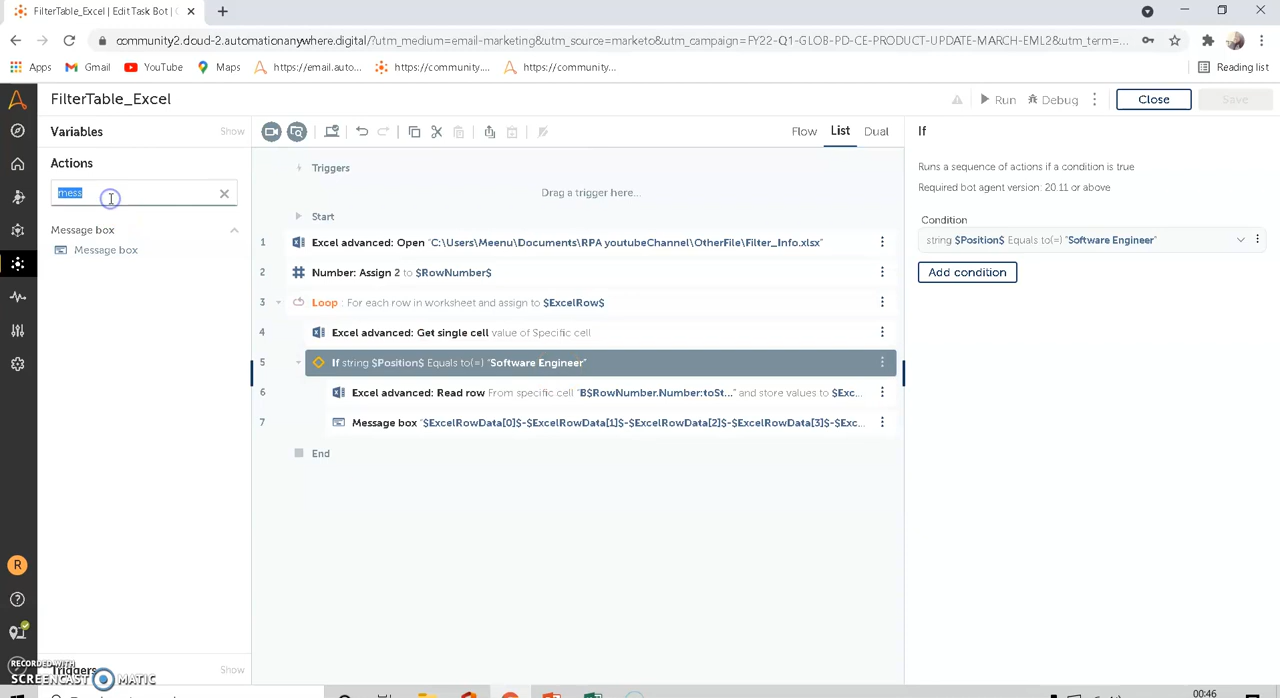 FilterTable_Excel | Edit Task Bot | C
community2.cloud-2.automationanywhere.digital/?utm_medium=email-marketing&utm_source=marketo&utm_campaign=FY22-Q1-GLOB-PD-CE-PRODUCT-UPDATE-MARCH-EML2&utm_term=...
Apps Gmail YouTube Maps https://email.auto... https://community.... https://community... Reading list
FilterTable_Excel Run Debug Close Save
Variables Show Flow List Dual If
Actions Triggers Runs a sequence of actions if a condition is true
mess Drag a trigger here... Required bot agent version: 20.11 or above
Start Condition
Message box 1 Excel advanced: Open "C:\Users\Meenu\Documents\RPA youtubeChannel\OtherFile\Filter_Info.xlsx" string $Position$ Equals to(=) "Software Engineer"
Message box 2 Number: Assign 2 to $RowNumber$ Add condition
3 Loop : For each row in worksheet and assign to $ExcelRow$
4 Excel advanced: Get single cell value of Specific cell
5 If string $Position$ Equals to(=) "Software Engineer"
6 Excel advanced: Read row From specific cell "B$RowNumber.Number:toSt..." and store values to $Exc...
7 Message box "$ExcelRowData[0]$-$ExcelRowData[1]$-$ExcelRowData[2]$-$ExcelRowData[3]$-$Exc...
End
R
RECORDED WITH
SCREENCAST MATIC
Triggers Show
00:46